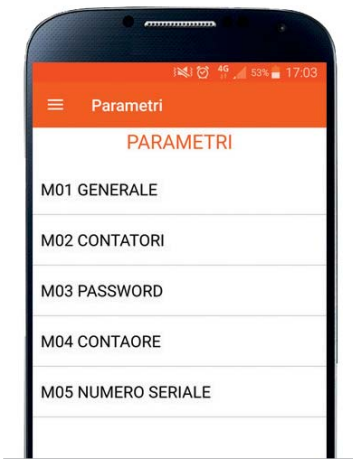 4G 53% 17:03
Parametri
PARAMETRI
M01 GENERALE
M02 CONTATORI
M03 PASSWORD
M04 CONTAORE
M05 NUMERO SERIALE